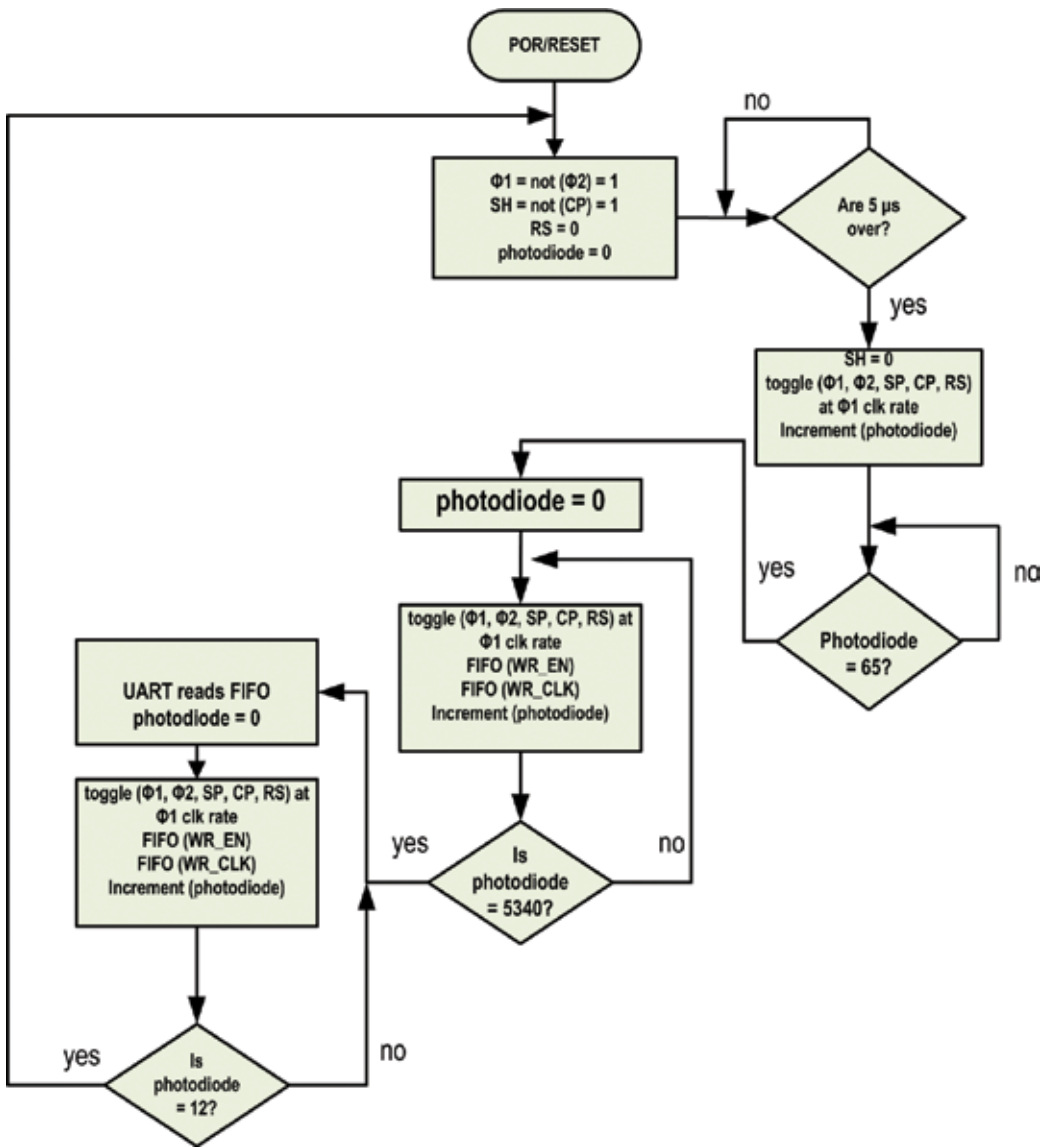 POR/RESET
no
Φ1 = not (Φ2) = 1
SH = not (CP) = 1
RS = 0
photodiode = 0
Are 5 µs
over?
yes
SH = 0
toggle (Φ1, Φ2, SP, CP, RS)
at Φ1 clk rate
Increment (photodiode)
photodiode = 0
yes
no
Photodiode
= 65?
toggle (Φ1, Φ2, SP, CP, RS) at
Φ1 clk rate
FIFO (WR_EN)
FIFO (WR_CLK)
Increment (photodiode)
UART reads FIFO
photodiode = 0
toggle (Φ1, Φ2, SP, CP, RS) at
Φ1 clk rate
FIFO (WR_EN)
FIFO (WR_CLK)
Increment (photodiode)
yes
no
Is
photodiode
= 5340?
yes
no
Is
photodiode
= 12?